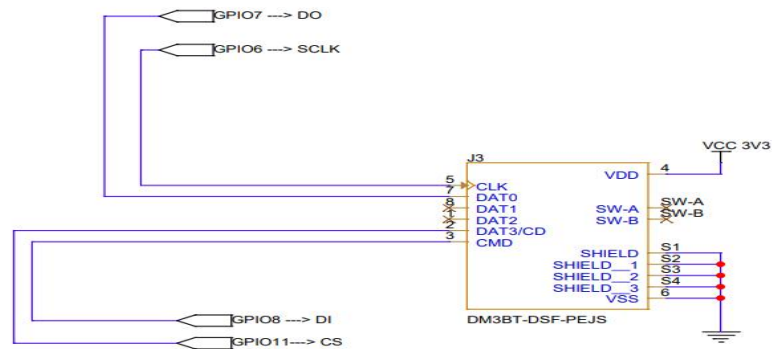 GPIO7 ---> DO
GPIO6 ---> SCLK
VCC 3V3
J3
5 CLK
7 DAT0
8 DAT1
1 DAT2
2 DAT3/CD
3 CMD
VDD 4
SW-A SW-A
SW-B SW-B
SHIELD S1
SHIELD__1 S2
SHIELD__2 S3
SHIELD__3 S4
VSS 6
DM3BT-DSF-PEJS
GPIO8 ---> DI
GPIO11---> CS